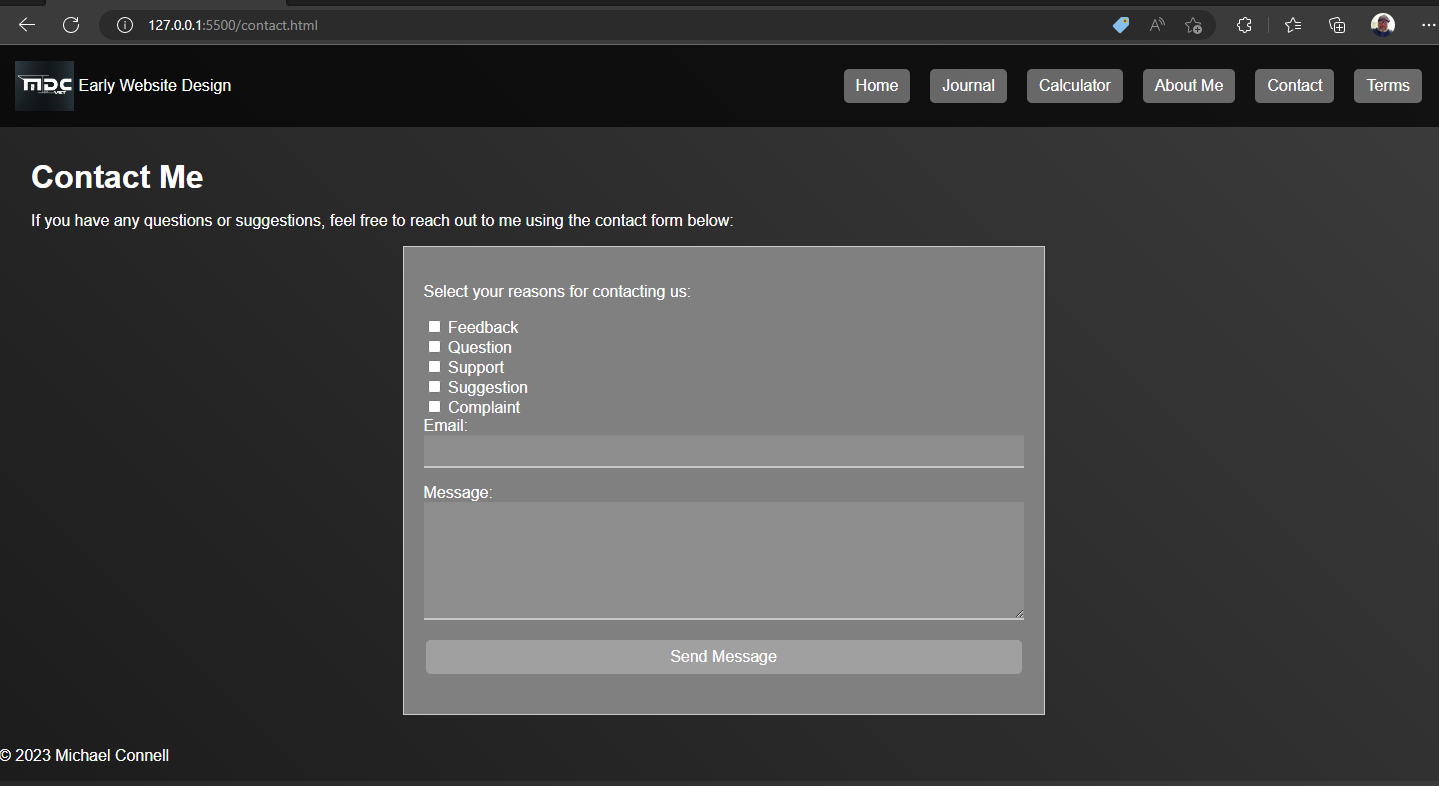 127.0.0.1:5500/contact.html
MDC
VET
Early Website Design
Home Journal Calculator About Me Contact Terms
Contact Me
If you have any questions or suggestions, feel free to reach out to me using the contact form below:
Select your reasons for contacting us:
Feedback
Question
Support
Suggestion
Complaint
Email:
Message:
Send Message
© 2023 Michael Connell